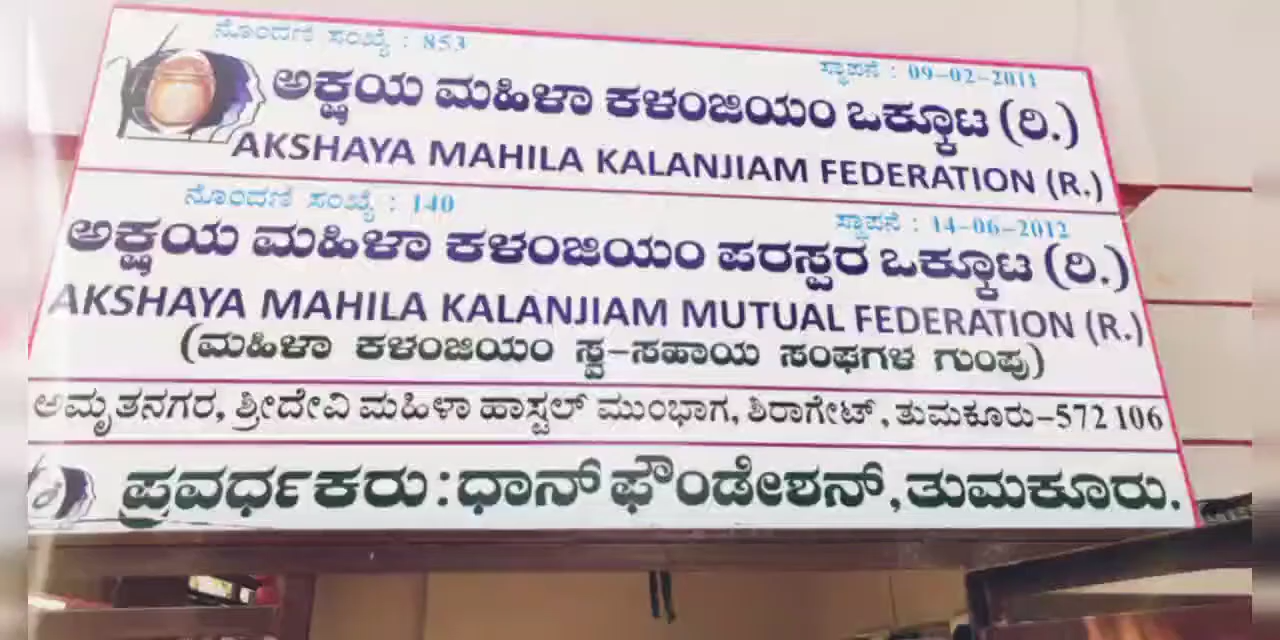 ನೊಂದಣಿ ಸಂಖ್ಯೆ : 853
ಸ್ಥಾಪನೆ : 09-02-2011
ಅಕ್ಷಯ ಮಹಿಳಾ ಕಳಂಜಿಯಂ ಒಕ್ಕೂಟ (ರಿ.)
AKSHAYA MAHILA KALANJIAM FEDERATION (R.)
ನೊಂದಣಿ ಸಂಖ್ಯೆ : 140
ಸ್ಥಾಪನೆ : 14-06-2012
ಅಕ್ಷಯ ಮಹಿಳಾ ಕಳಂಜಿಯಂ ಪರಸ್ಪರ ಒಕ್ಕೂಟ (ರಿ.)
AKSHAYA MAHILA KALANJIAM MUTUAL FEDERATION (R.)
(ಮಹಿಳಾ ಕಳಂಜಿಯಂ ಸ್ವ-ಸಹಾಯ ಸಂಘಗಳ ಗುಂಪು)
ಅಮೃತನಗರ, ಶ್ರೀದೇವಿ ಮಹಿಳಾ ಹಾಸ್ಟಲ್ ಮುಂಭಾಗ, ಶಿರಾಗೇಟ್, ತುಮಕೂರು-572 106
ಪ್ರವರ್ಧಕರು : ಧಾನ್ ಫೌಂಡೇಶನ್, ತುಮಕೂರು.